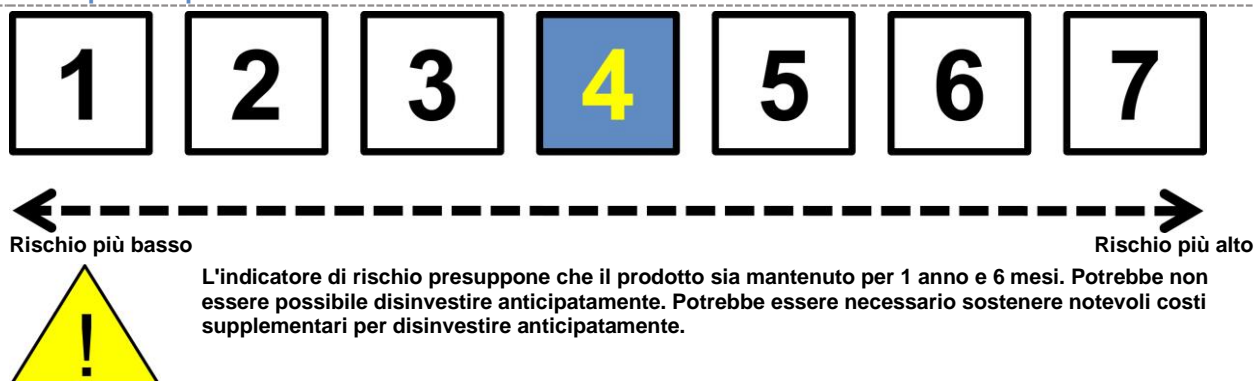 1 2 3 4 5 6 7
Rischio più basso Rischio più alto
L'indicatore di rischio presuppone che il prodotto sia mantenuto per 1 anno e 6 mesi. Potrebbe non
essere possibile disinvestire anticipatamente. Potrebbe essere necessario sostenere notevoli costi
supplementari per disinvestire anticipatamente.
!